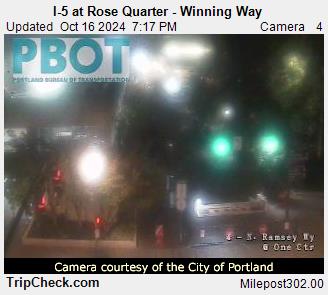 I-5 at Rose Quarter - Winning Way
Updated Oct 16 2024 7:17 PM Camera 4
PBOT
PORTLAND BUREAU OF TRANSPORTATION
4 - N. Ramsey Wy
@ One Ctr
Camera courtesy of the City of Portland
TripCheck.com Milepost302.00